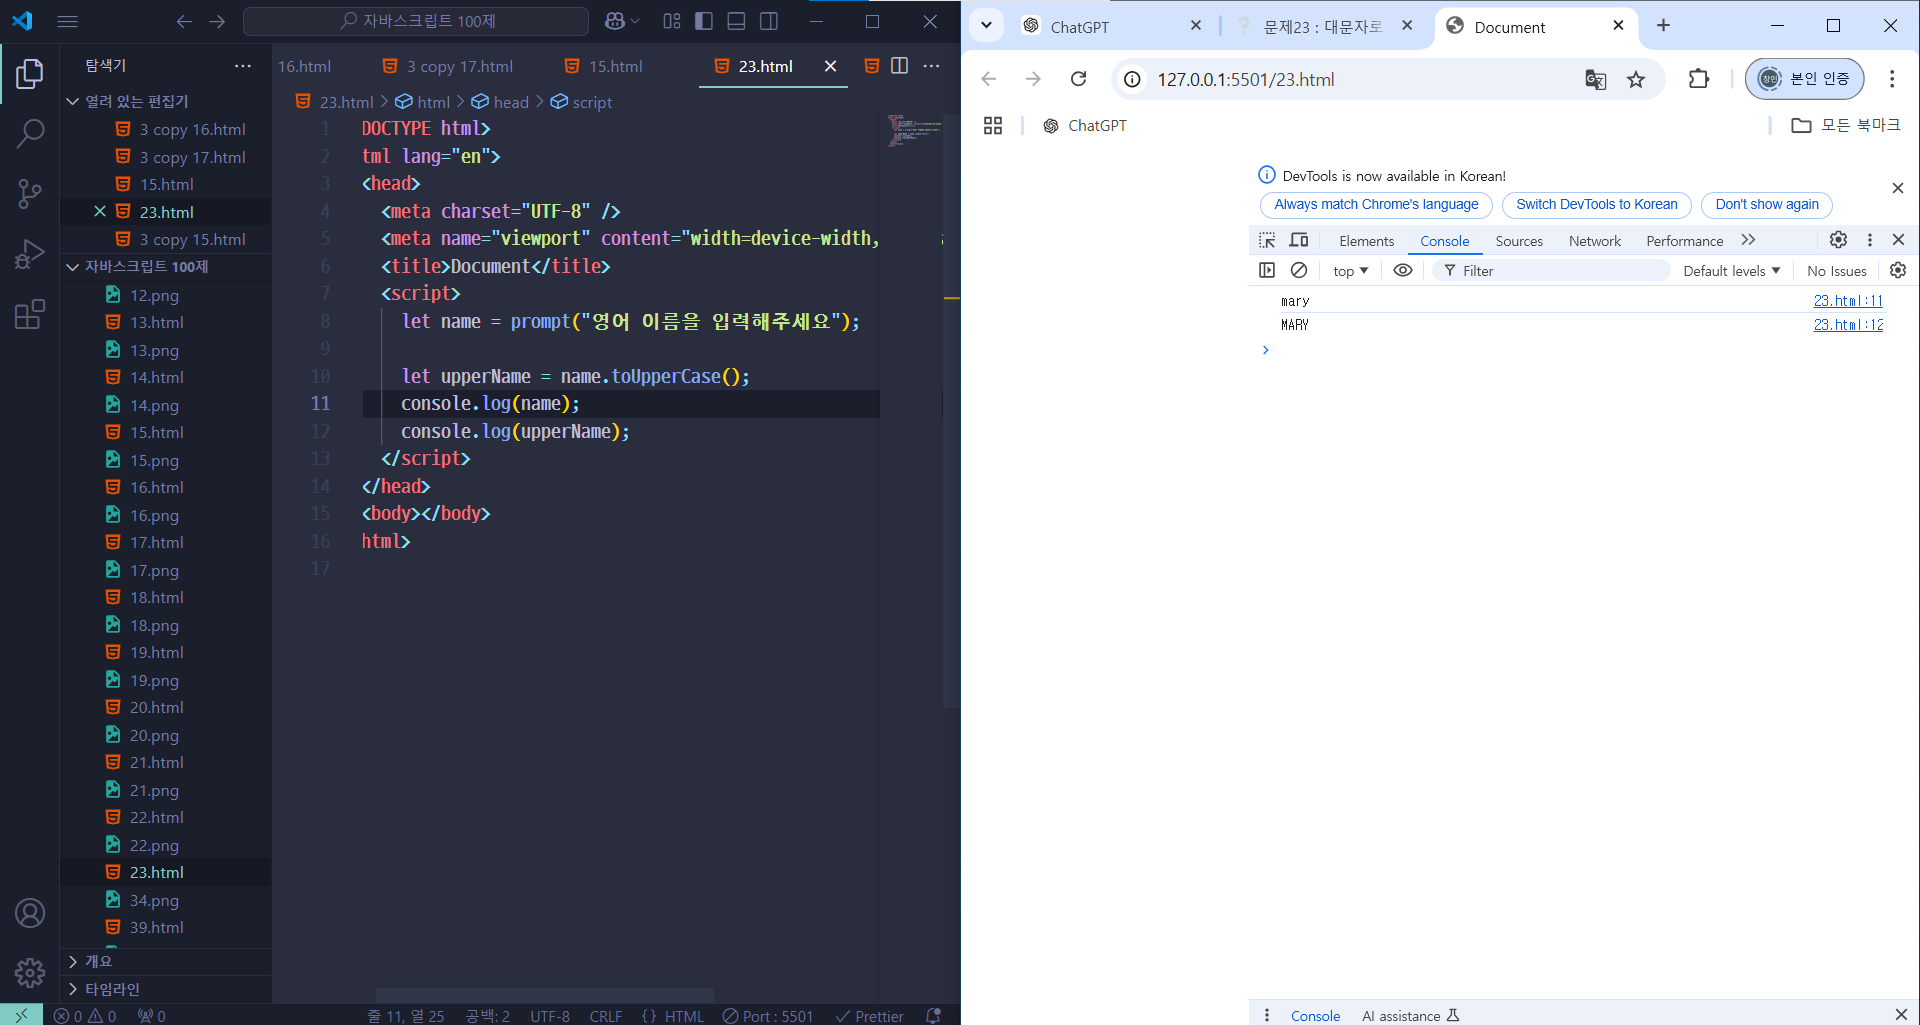 자바스크립트 100제
탐색기
열려 있는 편집기
3 copy 16.html
3 copy 17.html
15.html
23.html
3 copy 15.html
자바스크립트 100제
12.png
13.html
13.png
14.html
14.png
15.html
15.png
16.html
16.png
17.html
17.png
18.html
18.png
19.html
19.png
20.html
20.png
21.html
21.png
22.html
22.png
23.html
34.png
39.html
개요
타임라인
16.html
3 copy 17.html
15.html
23.html
23.html > html > head > script
1 DOCTYPE html>
2 tml lang="en">
3 <head>
4 <meta charset="UTF-8" />
5 <meta name="viewport" content="width=device-width,
6 <title>Document</title>
7 <script>
8 let name = prompt("영어 이름을 입력해주세요");
9
10 let upperName = name.toUpperCase();
11 console.log(name);
12 console.log(upperName);
13 </script>
14 </head>
15 <body></body>
16 html>
17
0 0 0
줄 11, 열 25 공백: 2 UTF-8 CRLF {} HTML Port : 5501 Prettier
ChatGPT
문제23 : 대문자로
Document
127.0.0.1:5501/23.html
본인 인증
ChatGPT
모든 북마크
DevTools is now available in Korean!
Always match Chrome's language
Switch DevTools to Korean
Don't show again
Elements Console Sources Network Performance
top Filter Default levels No Issues
mary 23.html:11
MARY 23.html:12
Console AI assistance